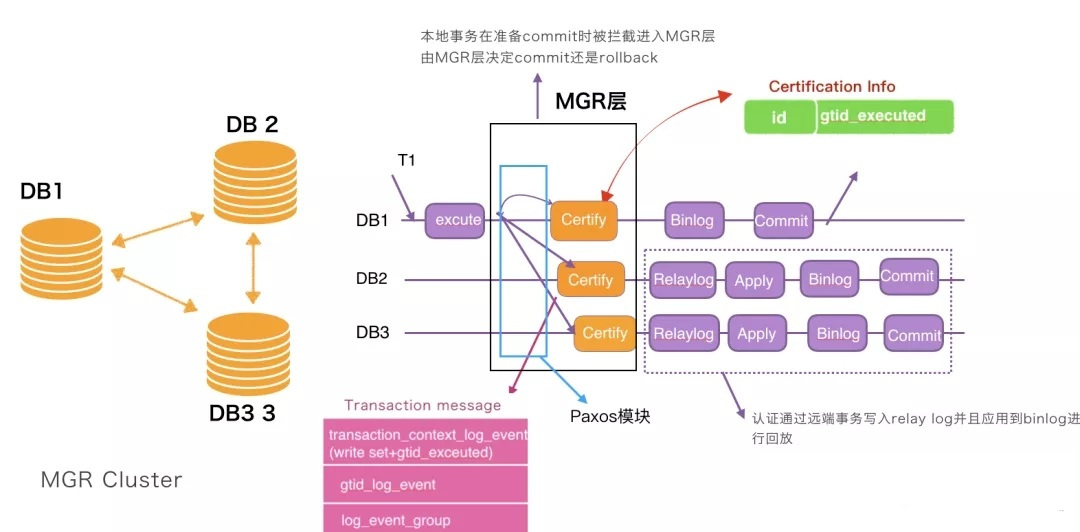 本地事务在准备commit时被拦截进入MGR层
由MGR层决定commit还是rollback
MGR层
Certification Info
id
gtid_executed
DB 2
DB1
DB3 3
MGR Cluster
T1
DB1
excute
Certify
Binlog
Commit
DB2
Certify
Relaylog
Apply
Binlog
Commit
DB3
Certify
Relaylog
Apply
Binlog
Commit
Paxos模块
认证通过远端事务写入relay log并且应用到binlog进
行回放
Transaction message
transaction_context_log_event
(write set+gtid_exceuted)
gtid_log_event
log_event_group